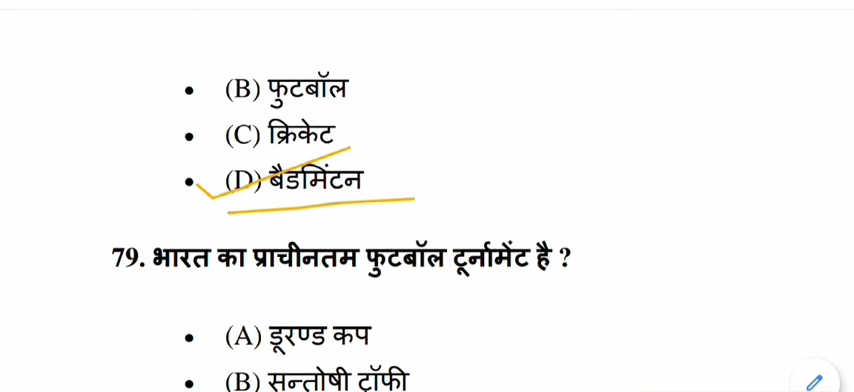 • (B) फुटबॉल
• (C) क्रिकेट
• (D) बैडमिंटन
79. भारत का प्राचीनतम फुटबॉल टूर्नामेंट है ?
• (A) डूरण्ड कप
• (B) सन्तोषी ट्रॉफी